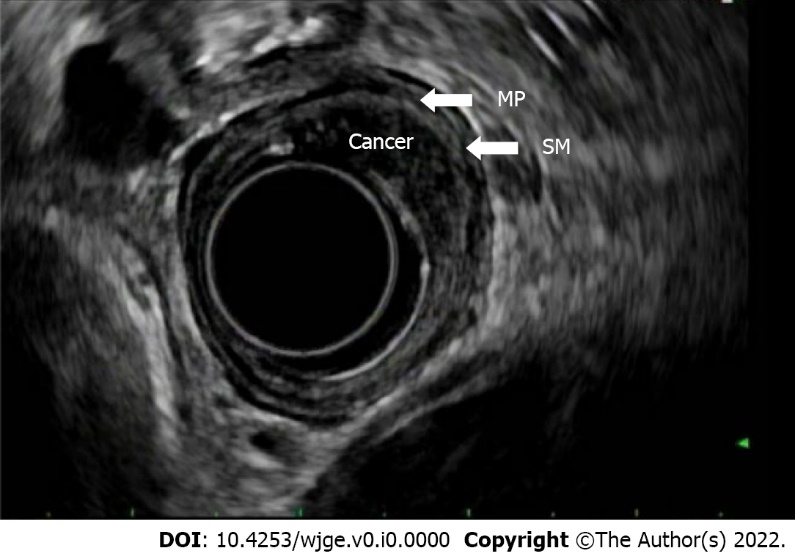 MP
Cancer
SM
DOI: 10.4253/wjge.v0.i0.0000 Copyright ©The Author(s) 2022.